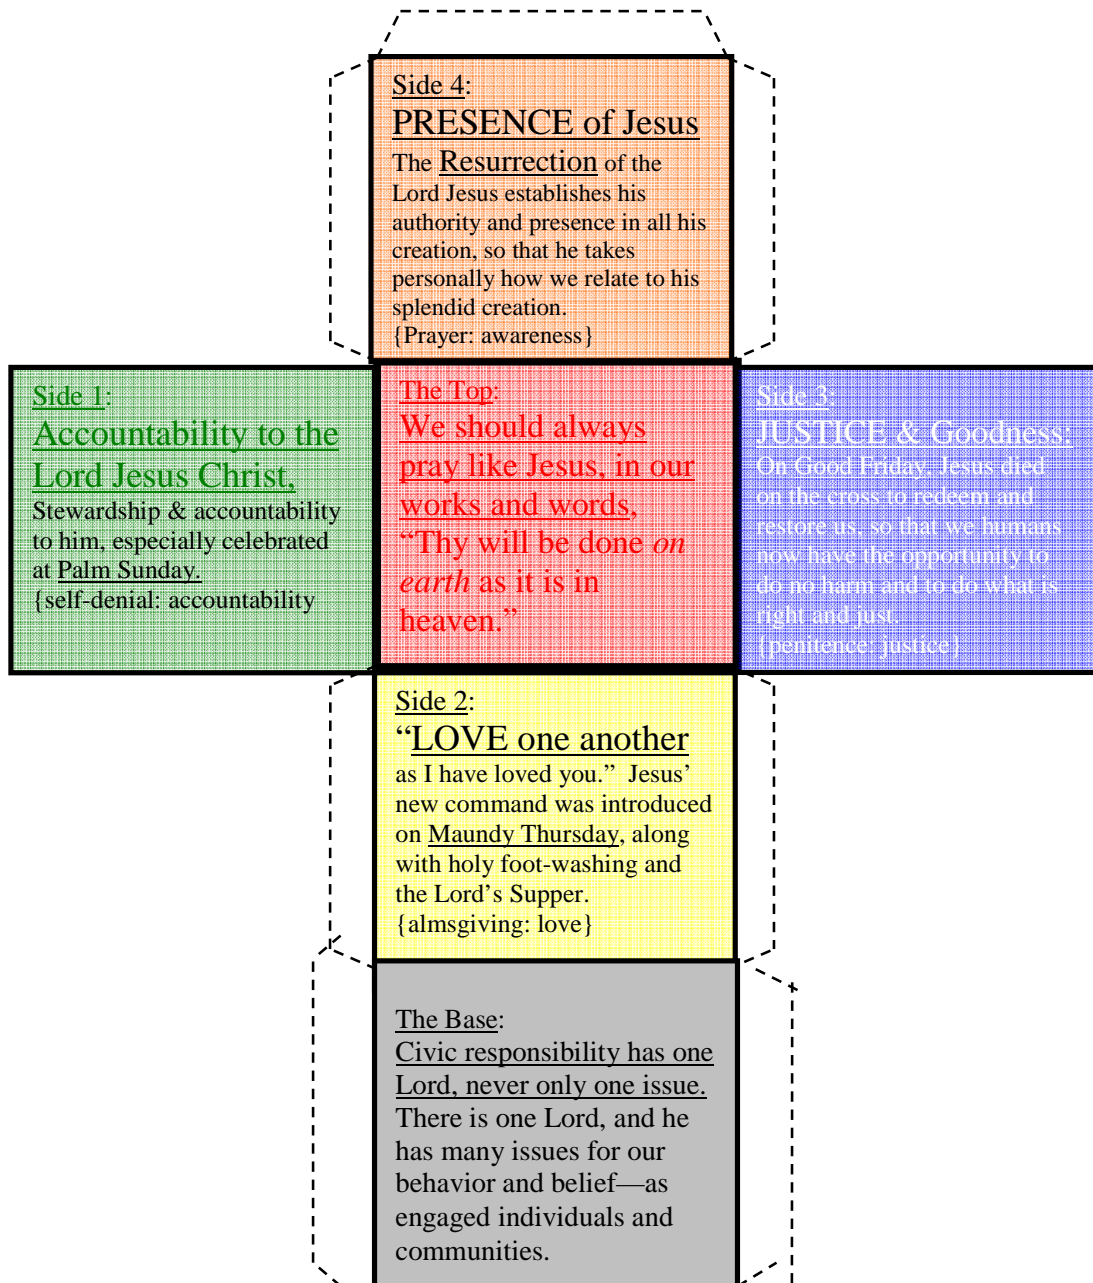 Side 4:
PRESENCE of Jesus
The Resurrection of the
Lord Jesus establishes his
authority and presence in all his
creation, so that he takes
personally how we relate to his
splendid creation.
{Prayer: awareness}
Side 1:
Accountability to the
Lord Jesus Christ,
Stewardship & accountability
to him, especially celebrated
at Palm Sunday.
{self-denial: accountability
The Top:
We should always
pray like Jesus, in our
works and words,
“Thy will be done on
earth as it is in
heaven.”
Side 3:
JUSTICE & Goodness:
On Good Friday, Jesus died
on the cross to redeem and
restore us, so that we humans
now have the opportunity to
do no harm and to do what is
right and just.
{penitence: justice}
Side 2:
“LOVE one another
as I have loved you.” Jesus’
new command was introduced
on Maundy Thursday, along
with holy foot-washing and
the Lord’s Supper.
{almsgiving: love}
The Base:
Civic responsibility has one
Lord, never only one issue.
There is one Lord, and he
has many issues for our
behavior and belief—as
engaged individuals and
communities.